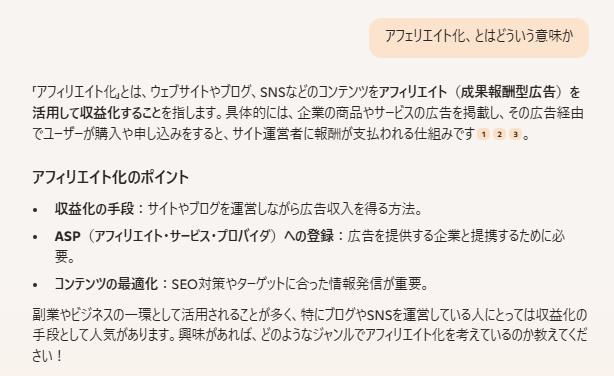 アフェリエイト化、とはどういう意味か
「アフィリエイト化」とは、ウェブサイトやブログ、SNSなどのコンテンツをアフィリエイト（成果報酬型広告）を
活用して収益化することを指します。具体的には、企業の商品やサービスの広告を掲載し、その広告経由
でユーザーが購入や申し込みをすると、サイト運営者に報酬が支払われる仕組みです 1 2 3 。
アフィリエイト化のポイント
• 収益化の手段：サイトやブログを運営しながら広告収入を得る方法。
• ASP（アフィリエイト・サービス・プロバイダ）への登録：広告を提供する企業と提携するために必
要。
• コンテンツの最適化：SEO対策やターゲットに合った情報発信が重要。
副業やビジネスの一環として活用されることが多く、特にブログやSNSを運営している人にとっては収益化の
手段として人気があります。興味があれば、どのようなジャンルでアフィリエイト化を考えているのか教えてくだ
さい！